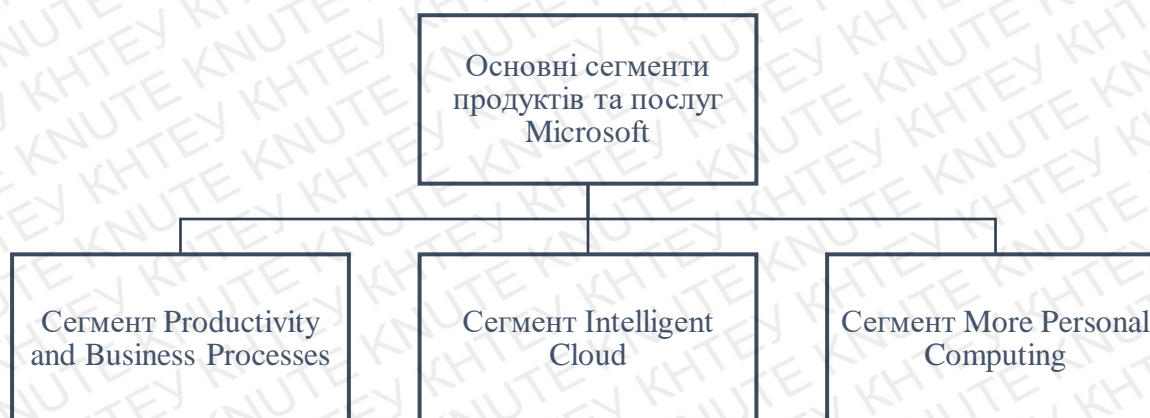 Основні сегменти
продуктів та послуг
Microsoft
Сегмент Productivity
and Business Processes
Сегмент Intelligent
Cloud
Сегмент More Personal
Computing